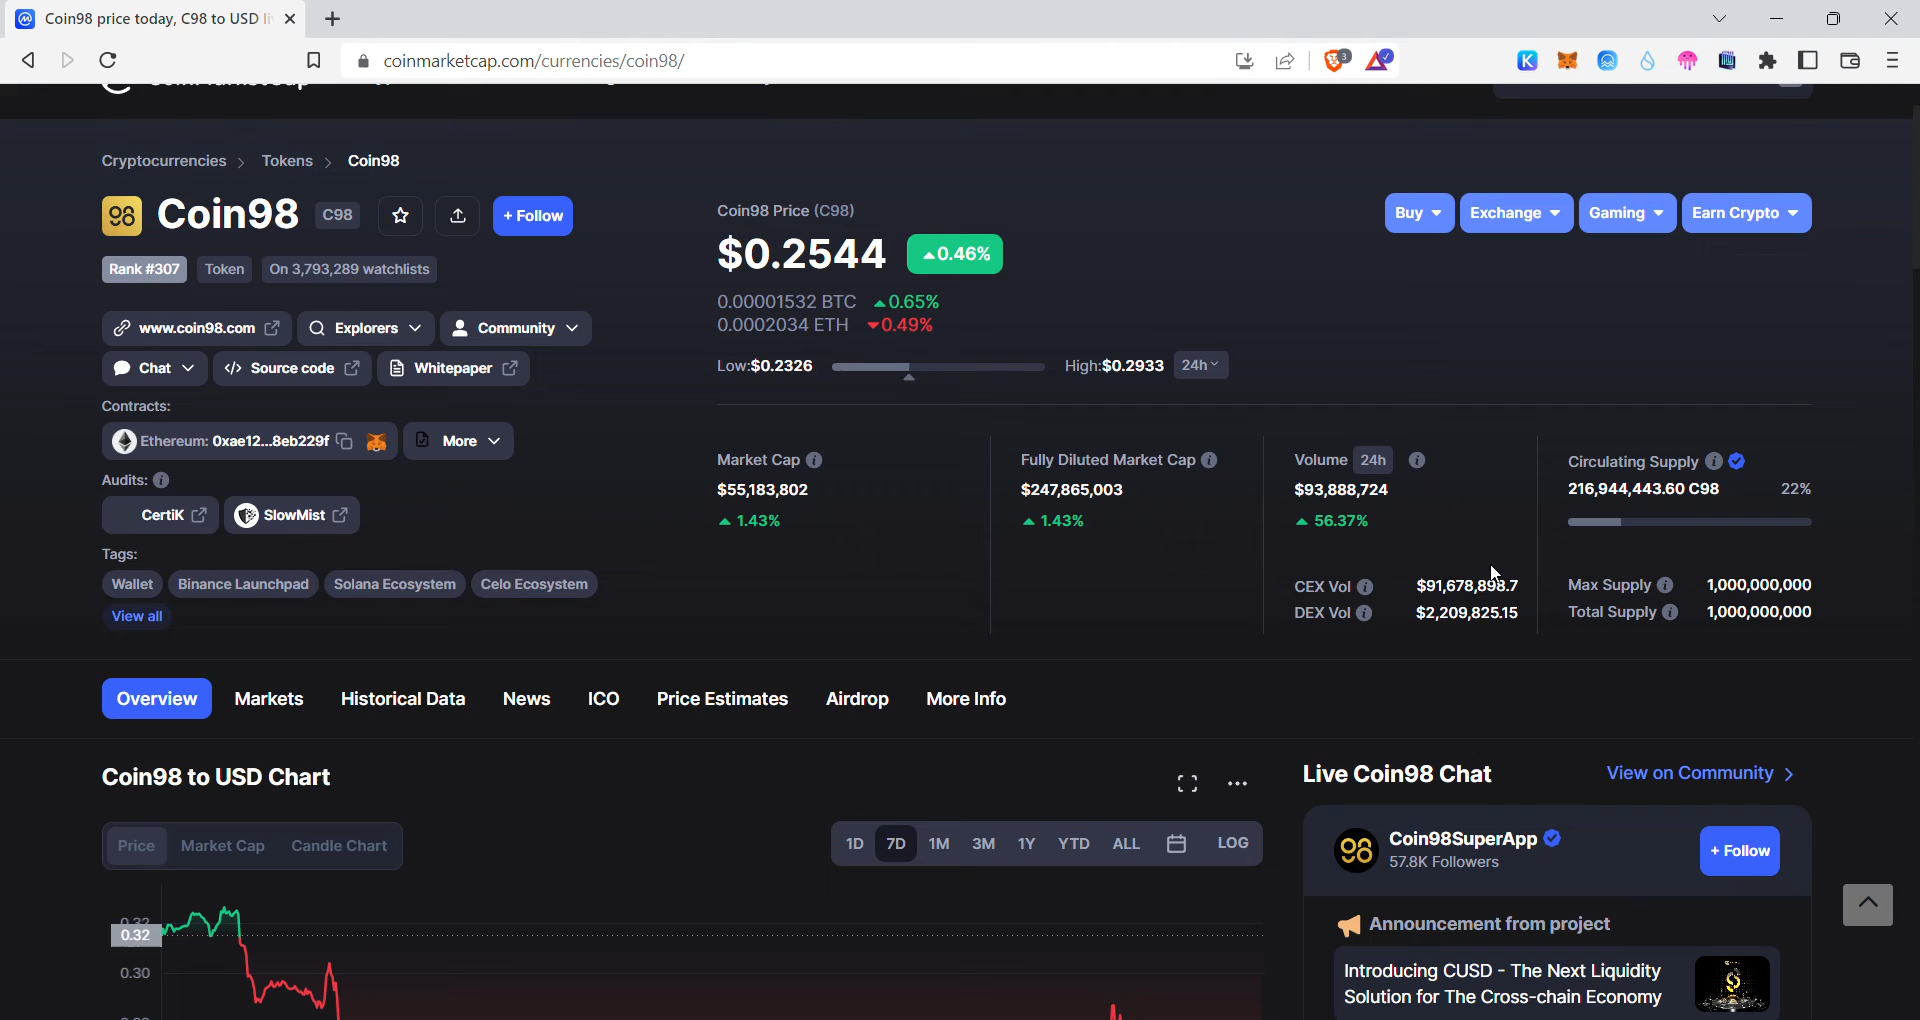 Coin98 price today, C98 to USD li
coinmarketcap.com/currencies/coin98/
3
Cryptocurrencies > Tokens > Coin98
Coin98 C98 + Follow
Rank #307 Token On 3,793,289 watchlists
www.coin98.com Explorers Community
Chat </> Source code Whitepaper
Contracts:
Ethereum: 0xae12...8eb229f More
Audits:
CertiK SlowMist
Tags:
Wallet Binance Launchpad Solana Ecosystem Celo Ecosystem
View all
Coin98 Price (C98)
$0.2544 0.46%
0.00001532 BTC 0.65%
0.0002034 ETH 0.49%
Low:$0.2326 High:$0.2933 24h
Buy Exchange Gaming Earn Crypto
Market Cap
$55,183,802
1.43%
Fully Diluted Market Cap
$247,865,003
1.43%
Volume 24h
$93,888,724
56.37%
CEX Vol $91,678,898.7
DEX Vol $2,209,825.15
Circulating Supply
216,944,443.60 C98 22%
Max Supply 1,000,000,000
Total Supply 1,000,000,000
Overview Markets Historical Data News ICO Price Estimates Airdrop More Info
Coin98 to USD Chart
Price Market Cap Candle Chart
1D 7D 1M 3M 1Y YTD ALL LOG
0.32
0.32
0.30
Live Coin98 Chat View on Community >
Coin98SuperApp
57.8K Followers
+ Follow
Announcement from project
Introducing CUSD - The Next Liquidity
Solution for The Cross-chain Economy